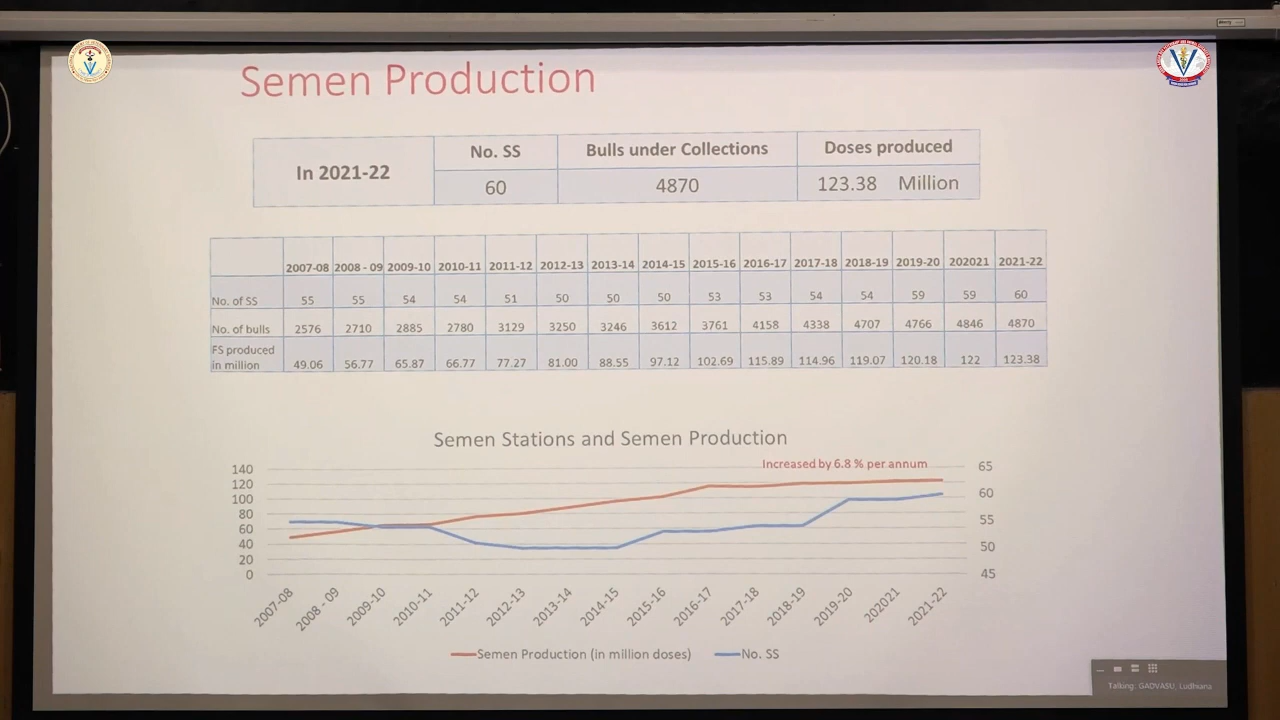 Semen Production
In 2021-22
No. SS Bulls under Collections Doses produced
60 4870 123.38 Million
2007-08 2008 - 09 2009-10 2010-11 2011-12 2012-13 2013-14 2014-15 2015-16 2016-17 2017-18 2018-19 2019-20 202021 2021-22
No. of SS 55 55 54 54 51 50 50 50 53 53 54 54 59 59 60
No. of bulls 2576 2710 2885 2780 3129 3250 3246 3612 3761 4158 4338 4707 4766 4846 4870
FS produced
in million 49.06 56.77 65.87 66.77 77.27 81.00 88.55 97.12 102.69 115.89 114.96 119.07 120.18 122 123.38
Semen Stations and Semen Production
Increased by 6.8 % per annum
140 65
120
100 60
80 55
60
40 50
20
0 45
2007-08 2008 - 09 2009-10 2010-11 2011-12 2012-13 2013-14 2014-15 2015-16 2016-17 2017-18 2018-19 2019-20 202021 2021-22
Semen Production (in million doses) No. SS
Talking: GADVASU, Ludhiana